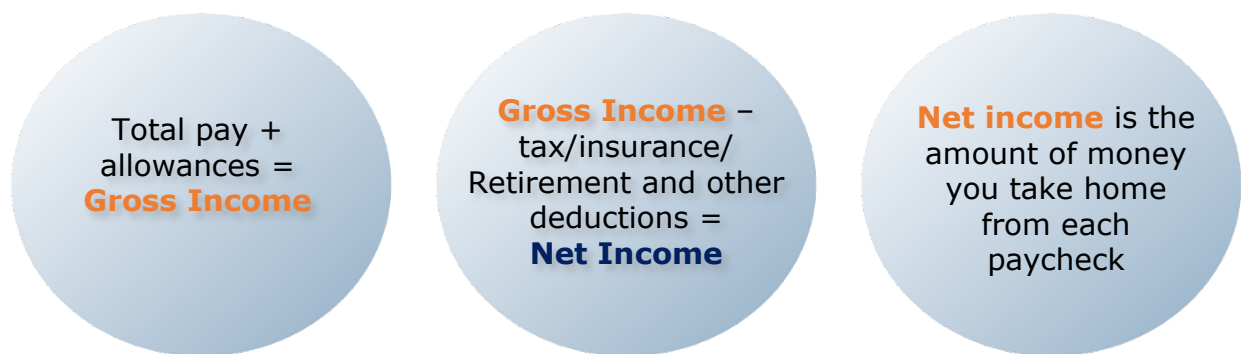 Total pay +
allowances =
Gross Income
Gross Income –
tax/insurance/
Retirement and other
deductions =
Net Income
Net income is the
amount of money
you take home
from each
paycheck